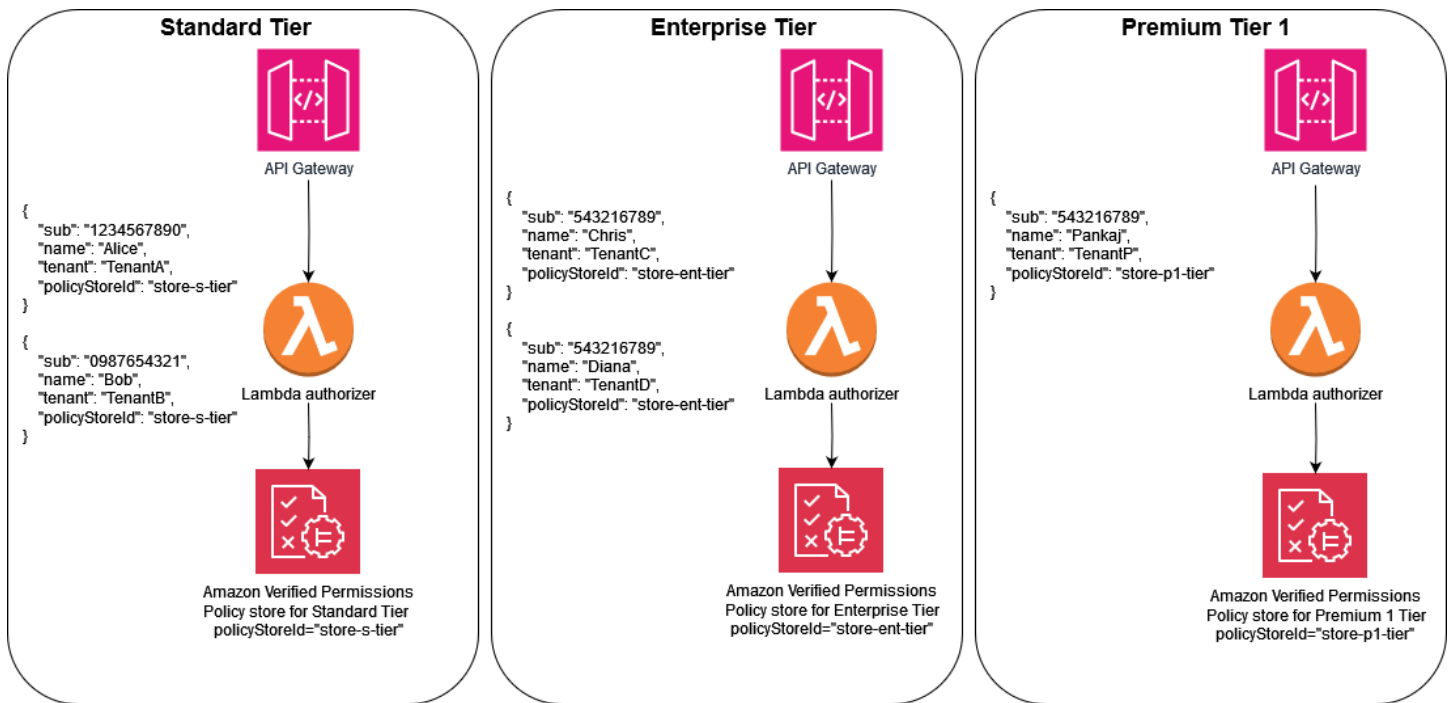 Standard Tier
API Gateway
{
"sub": "1234567890",
"name": "Alice",
"tenant": "TenantA",
"policyStoreId": "store-s-tier"
}
{
"sub": "0987654321",
"name": "Bob",
"tenant": "TenantB",
"policyStoreId": "store-s-tier"
}
Lambda authorizer
Amazon Verified Permissions
Policy store for Standard Tier
policyStoreId="store-s-tier"
Enterprise Tier
API Gateway
{
"sub": "543216789",
"name": "Chris",
"tenant": "TenantC",
"policyStoreId": "store-ent-tier"
}
{
"sub": "543216789",
"name": "Diana",
"tenant": "TenantD",
"policyStoreId": "store-ent-tier"
}
Lambda authorizer
Amazon Verified Permissions
Policy store for Enterprise Tier
policyStoreId="store-ent-tier"
Premium Tier 1
API Gateway
{
"sub": "543216789",
"name": "Pankaj",
"tenant": "TenantP",
"policyStoreId": "store-p1-tier"
}
Lambda authorizer
Amazon Verified Permissions
Policy store for Premium 1 Tier
policyStoreId="store-p1-tier"